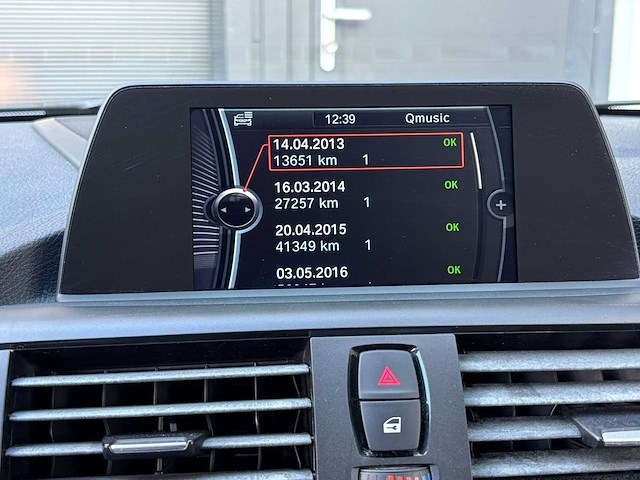 12:39 Qmusic
14.04.2013 OK
13651 km 1
16.03.2014 OK
27257 km 1
20.04.2015 OK
41349 km 1
03.05.2016 OK